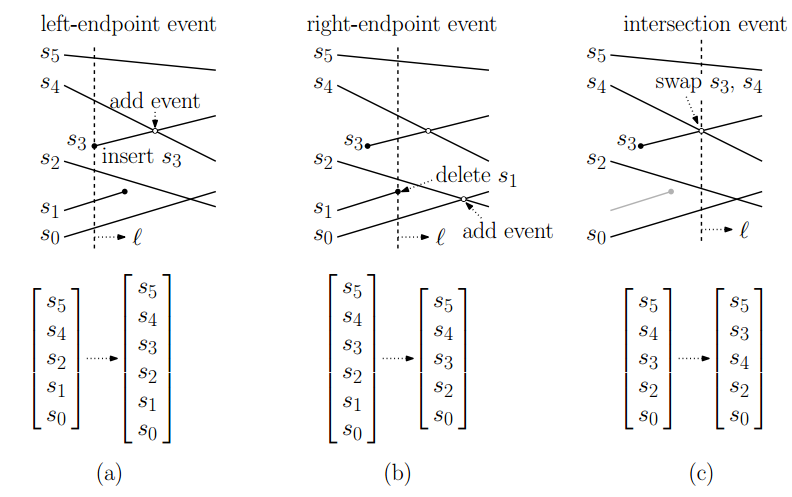 left-endpoint event
s5
s4
add event
s3
insert s3
s2
s1
s0
ℓ
s5
s4
s2
s1
s0
s5
s4
s3
s2
s1
s0
(a)
right-endpoint event
s5
s4
s3
s2
delete s1
s1
s0
add event
ℓ
s5
s4
s3
s2
s1
s0
s5
s4
s3
s2
s0
(b)
intersection event
s5
s4
swap s3, s4
s3
s2
s0
ℓ
s5
s4
s3
s2
s0
s5
s3
s4
s2
s0
(c)